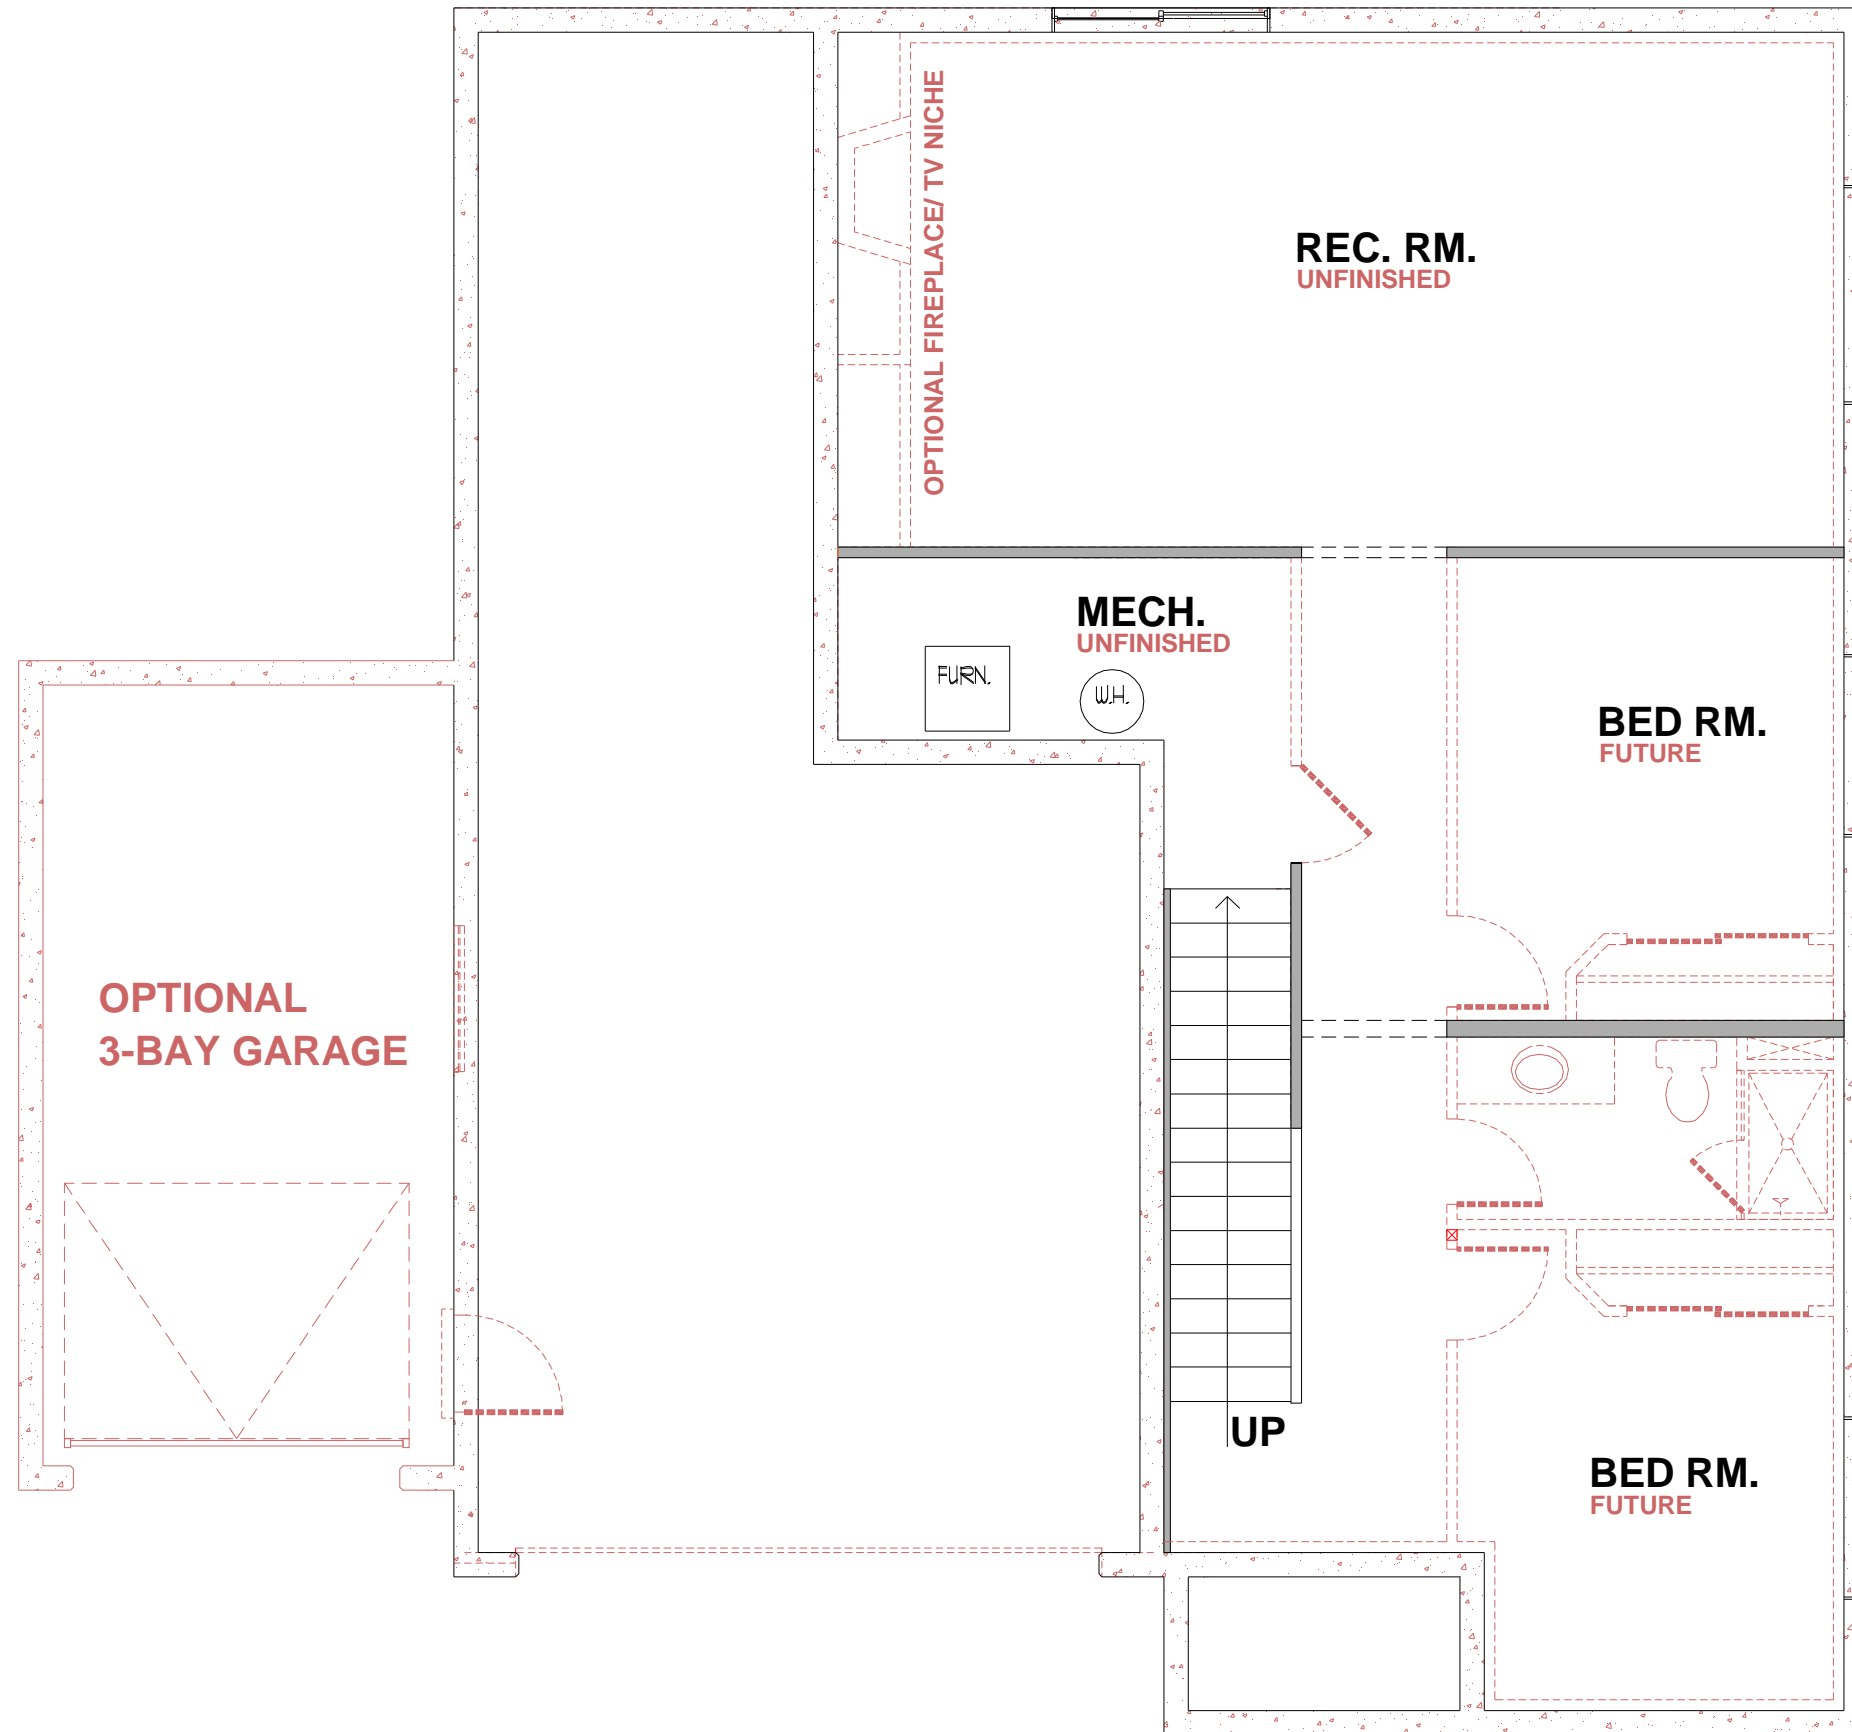 OPTIONAL FIREPLACE/ TV NICHE
REC. RM.
UNFINISHED
MECH.
UNFINISHED
FURN.
W.H.
BED RM.
FUTURE
OPTIONAL
3-BAY GARAGE
UP
BED RM.
FUTURE